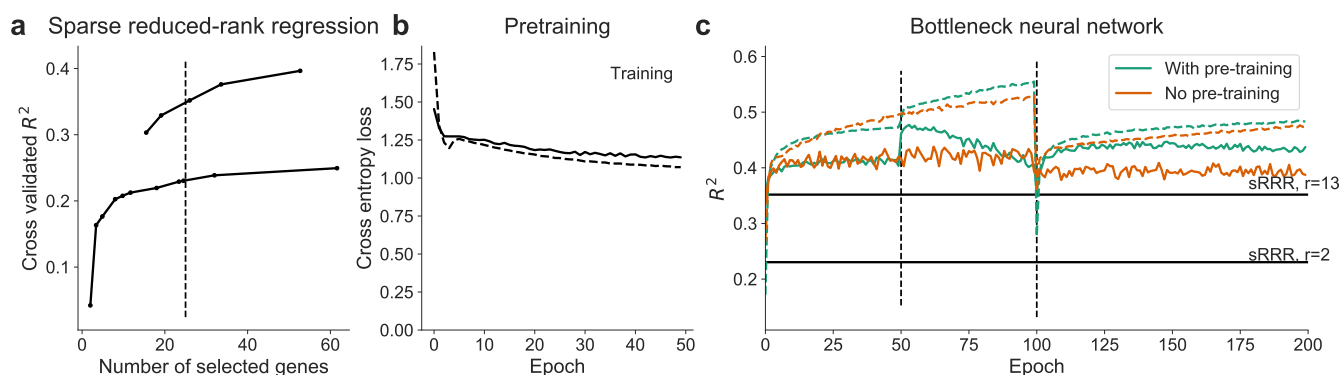 a Sparse reduced-rank regression
Cross validated R²
0.4
0.3
0.2
0.1
0 20 40 60
Number of selected genes
b Pretraining
Cross entropy loss
1.75
1.50
1.25
1.00
0.75
0.50
0.25
0.00
Training
0 10 20 30 40 50
Epoch
c Bottleneck neural network
R²
0.6
0.5
0.4
0.3
0.2
With pre-training
No pre-training
sRRR, r=13
sRRR, r=2
0 25 50 75 100 125 150 175 200
Epoch